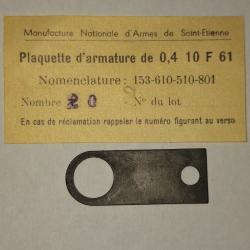 Manufacture Nationale d'Armes de Saint-Étienne
Plaquette d'armature de 0,4 10 F 61
Nomenclature : 153-610-510-801
Nombre 20 - N° du lot
En cas de réclamation rappeler le numéro figurant au verso